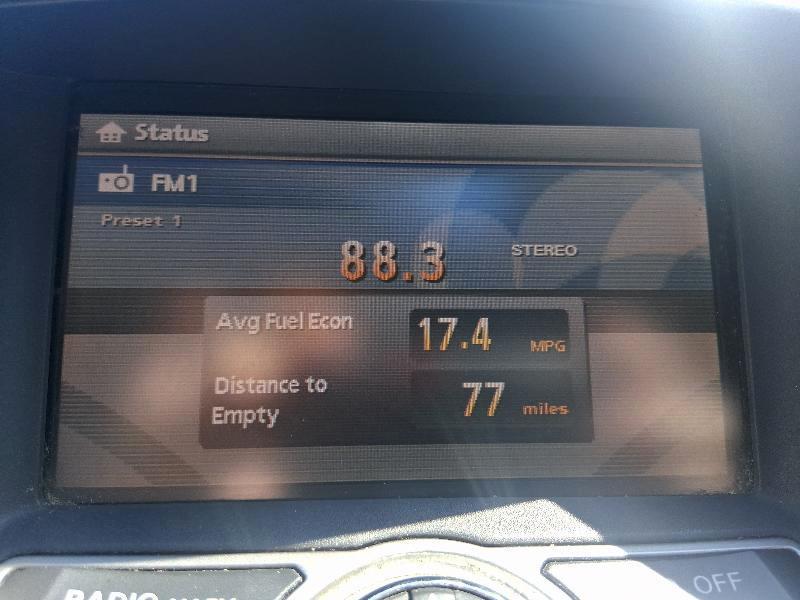 Status
FM1
Preset 1
88.3 STEREO
Avg Fuel Econ 17.4 MPG
Distance to
Empty 77 miles
RADIO
OFF